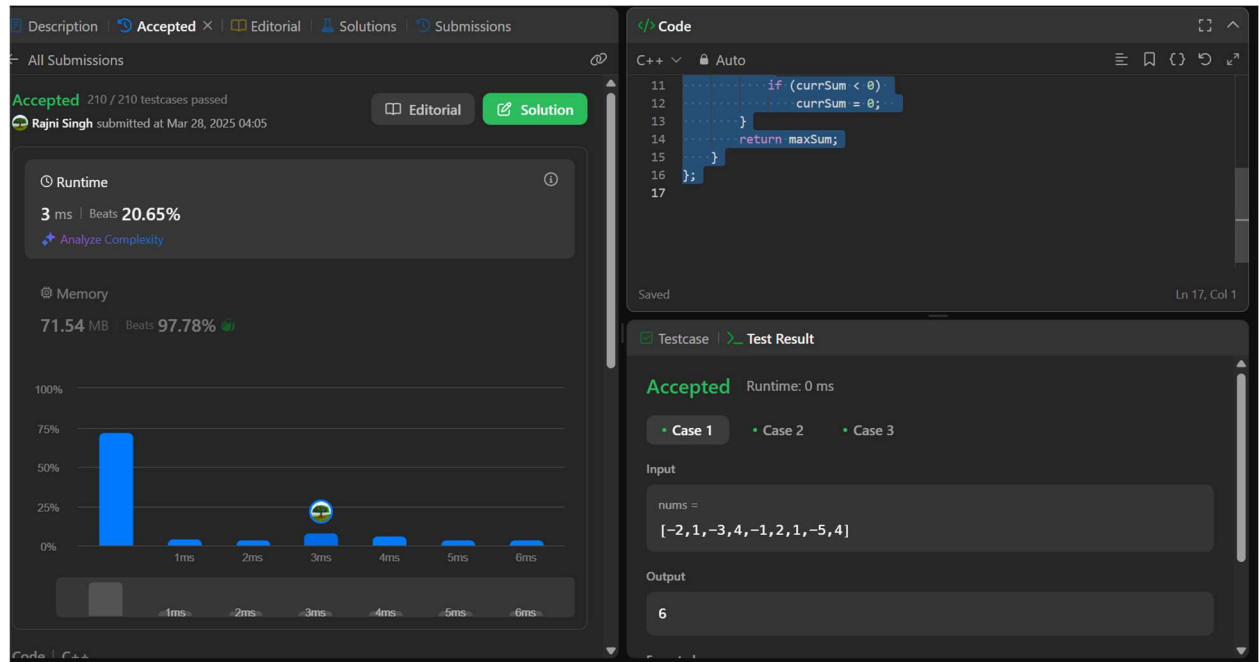 Description
Accepted
Editorial
Solutions
Submissions
All Submissions
Accepted 210 / 210 testcases passed
Rajni Singh submitted at Mar 28, 2025 04:05
Editorial
Solution
Runtime
3 ms | Beats 20.65%
Analyze Complexity
Memory
71.54 MB | Beats 97.78%
100%
75%
50%
25%
0%
1ms 2ms 3ms 4ms 5ms 6ms
1ms 2ms 3ms 4ms 5ms 6ms
Code | C++
</> Code
C++ Auto
11 if (currSum < 0)
12 currSum = 0;
13 }
14 return maxSum;
15 }
16 };
17
Saved
Ln 17, Col 1
Testcase | >_ Test Result
Accepted Runtime: 0 ms
• Case 1 • Case 2 • Case 3
Input
nums =
[-2,1,-3,4,-1,2,1,-5,4]
Output
6